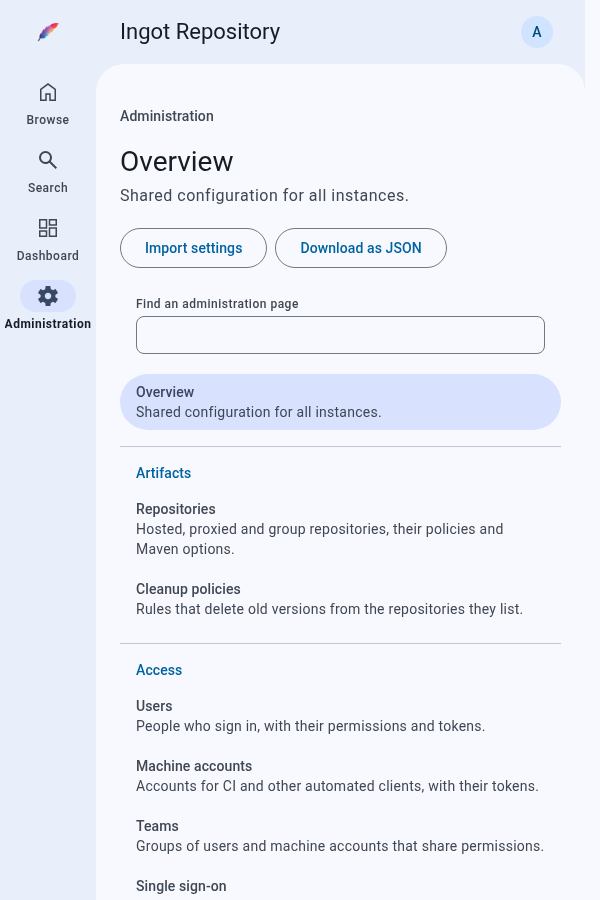 Ingot Repository
A
Browse
Search
Dashboard
Administration
Administration
Overview
Shared configuration for all instances.
Import settings
Download as JSON
Find an administration page
Overview
Shared configuration for all instances.
Artifacts
Repositories
Hosted, proxied and group repositories, their policies and
Maven options.
Cleanup policies
Rules that delete old versions from the repositories they list.
Access
Users
People who sign in, with their permissions and tokens.
Machine accounts
Accounts for CI and other automated clients, with their tokens.
Teams
Groups of users and machine accounts that share permissions.
Single sign-on